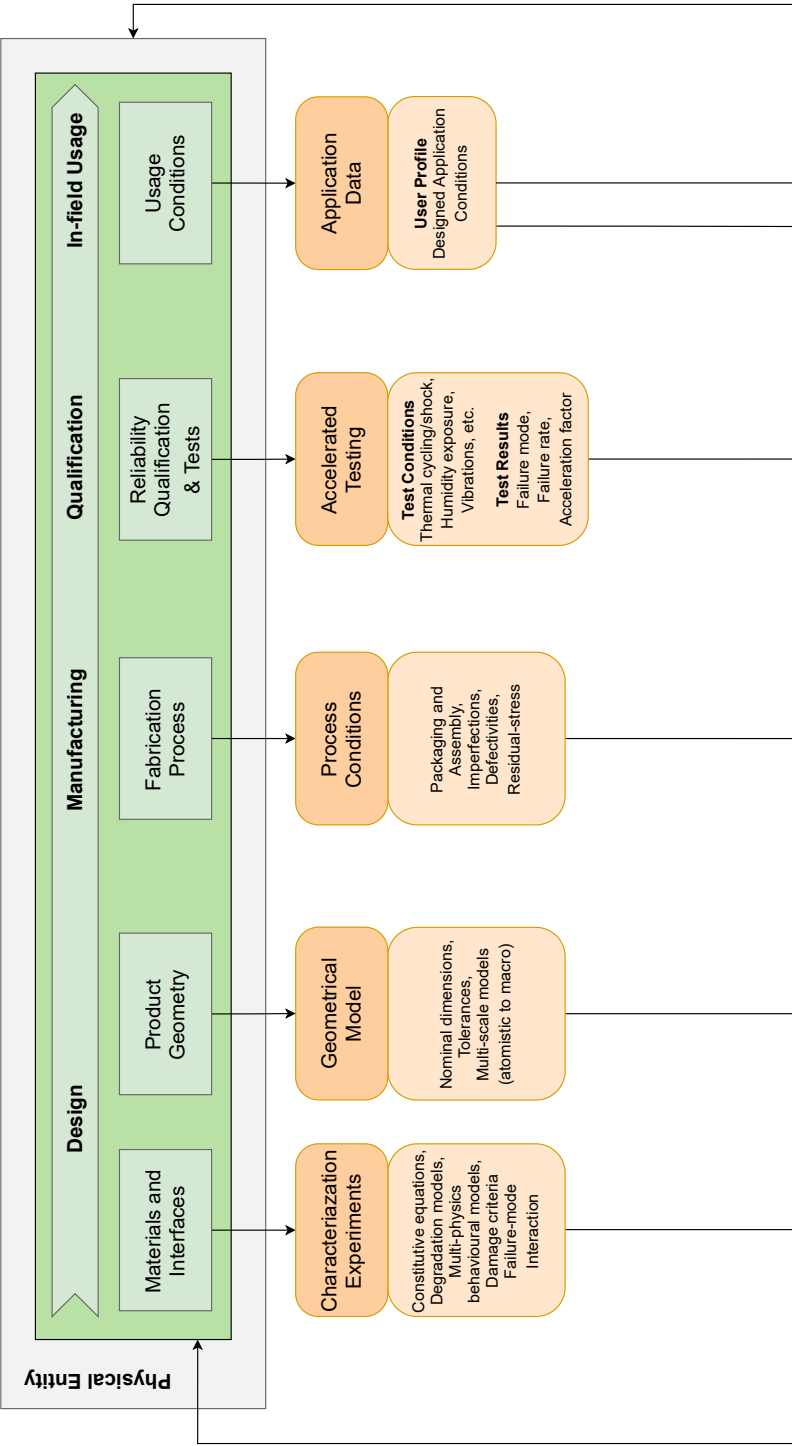 Physical Entity
Design
Manufacturing
Qualification
In-field Usage
Materials and
Interfaces
Product
Geometry
Fabrication
Process
Reliability
Qualification
& Tests
Usage
Conditions
Characteriazation
Experiments
Geometrical
Model
Process
Conditions
Accelerated
Testing
Application
Data
Constitutive equations,
Degradation models,
Multi-physics
behavioural models,
Damage criteria
Failure-mode
Interaction
Nominal dimensions,
Tolerances,
Multi-scale models
(atomistic to macro)
Packaging and
Assembly,
Imperfections,
Defectivities,
Residual-stress
Test Conditions
Thermal cycling/shock,
Humidity exposure,
Vibrations, etc.
Test Results
Failure mode,
Failure rate,
Acceleration factor
User Profile
Designed Application
Conditions